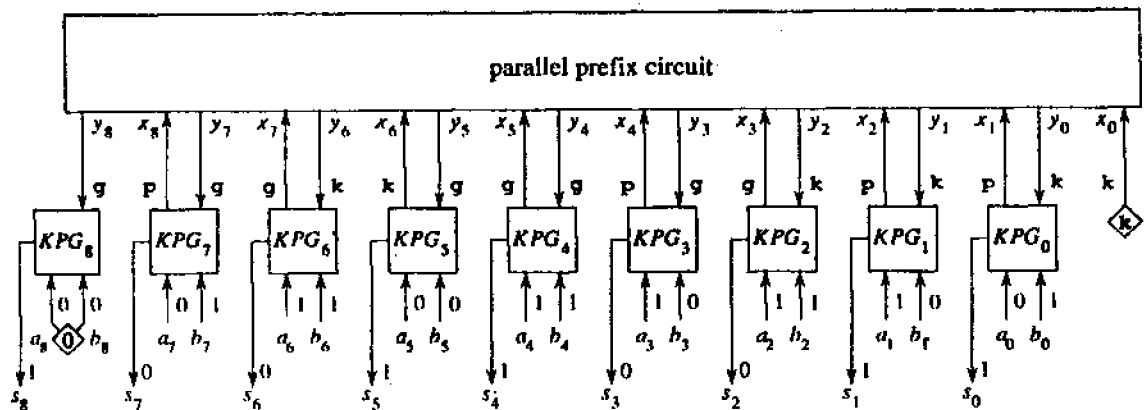 parallel prefix circuit
y₈ x₈ y₇ x₇ y₆ x₆ y₅ x₅ y₄ x₄ y₃ x₃ y₂ x₂ y₁ x₁ y₀ x₀
g p g g k k g g g p g g k p k p k k
KPG₈ KPG₇ KPG₆ KPG₅ KPG₄ KPG₃ KPG₂ KPG₁ KPG₀ k
0 0 0 1 1 1 0 0 1 1 1 0 1 1 1 0 0 1
a₈ 0 b₈ a₇ b₇ a₆ b₆ a₅ b₅ a₄ b₄ a₃ b₃ a₂ b₂ a₁ b₁ a₀ b₀
1 0 0 1 1 0 0 1 1
s₈ s₇ s₆ s₅ s₄ s₃ s₂ s₁ s₀